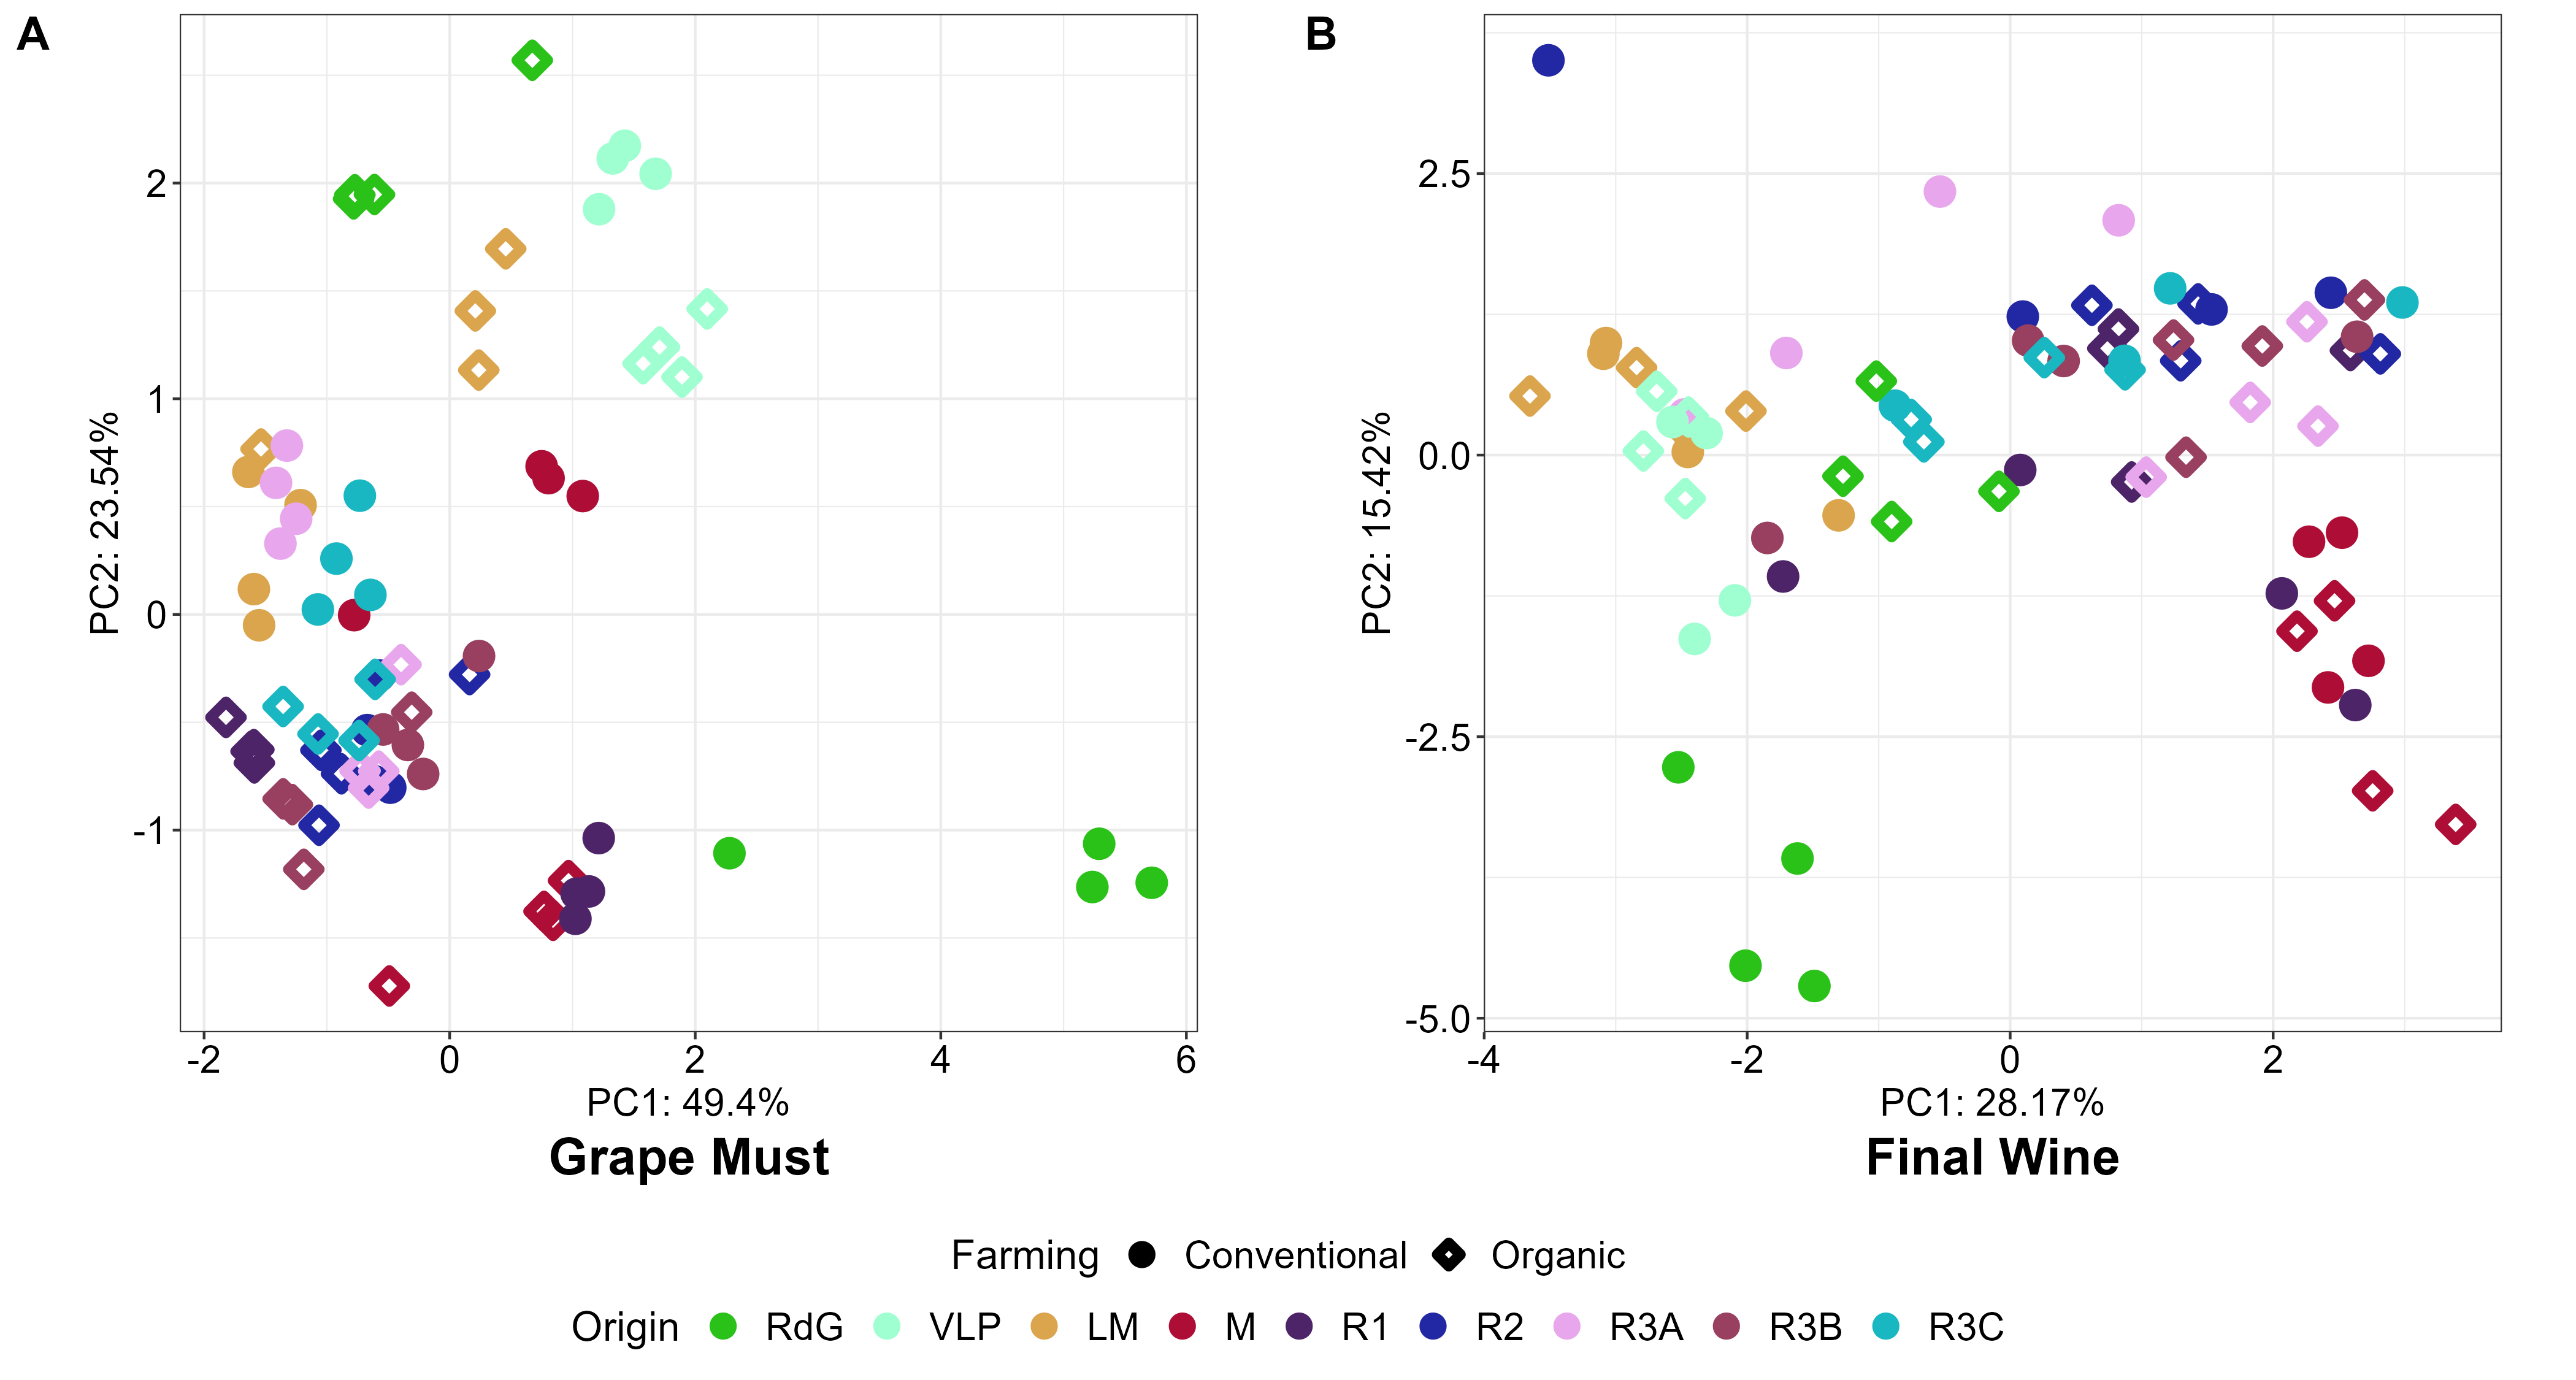 A
B
2
1
0
-1
PC2: 23.54%
-2 0 2 4 6
PC1: 49.4%
Grape Must
2.5
0.0
-2.5
-5.0
PC2: 15.42%
-4 -2 0 2
PC1: 28.17%
Final Wine
Farming Conventional Organic
Origin RdG VLP LM M R1 R2 R3A R3B R3C